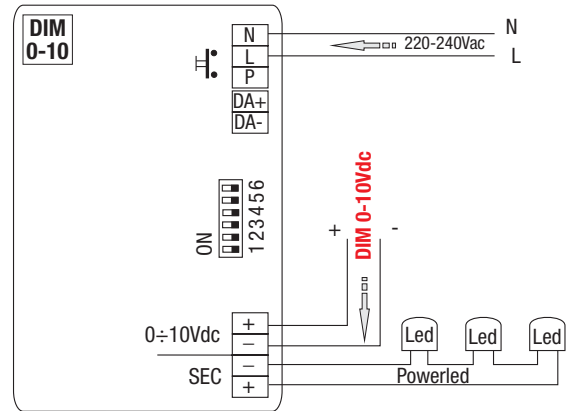 DIM
0-10
N
L
P
DA+
DA-
220-240Vac
N
L
ON
123456
DIM 0-10Vdc
+ -
0÷10Vdc
+
−
SEC
−
+
Led Led Led
Powerled